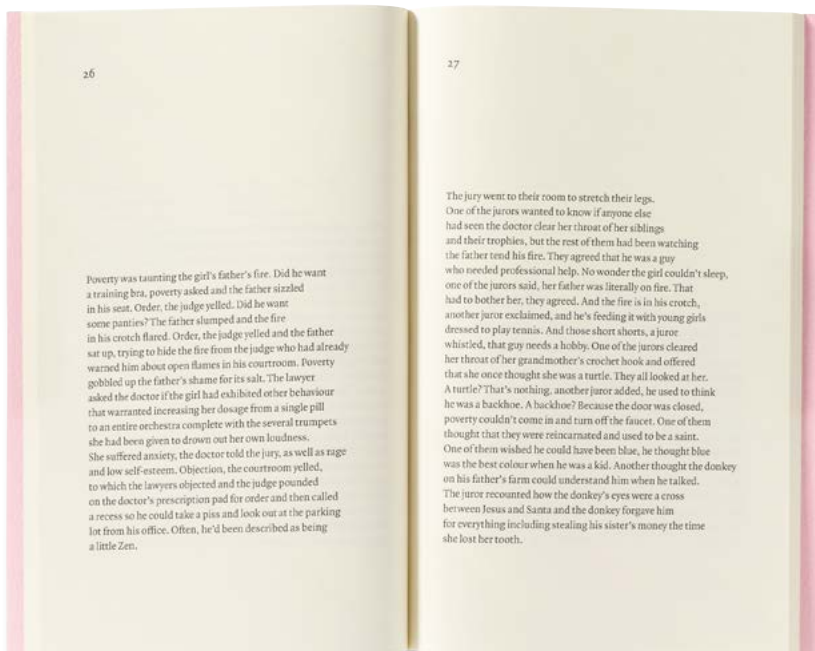 26
Poverty was taunting the girl's father's fire. Did he want
a training bra, poverty asked and the father sizzled
in his seat. Order, the judge yelled. Did he want
some panties? The father slumped and the fire
in his crotch flared. Order, the judge yelled and the father
sat up, trying to hide the fire from the judge who had already
warned him about open flames in his courtroom. Poverty
gobbled up the father's shame for its salt. The lawyer
asked the doctor if the girl had exhibited other behaviour
that warranted increasing her dosage from a single pill
to an entire orchestra complete with the several trumpets
she had been given to drown out her own loudness.
She suffered anxiety, the doctor told the jury, as well as rage
and low self-esteem. Objection, the courtroom yelled,
to which the lawyers objected and the judge pounded
on the doctor's prescription pad for order and then called
a recess so he could take a piss and look out at the parking
lot from his office. Often, he'd been described as being
a little Zen.
27
The jury went to their room to stretch their legs.
One of the jurors wanted to know if anyone else
had seen the doctor clear her throat of her siblings
and their trophies, but the rest of them had been watching
the father tend his fire. They agreed that he was a guy
who needed professional help. No wonder the girl couldn't sleep,
one of the jurors said, her father was literally on fire. That
had to bother her, they agreed. And the fire is in his crotch,
another juror exclaimed, and he's feeding it with young girls
dressed to play tennis. And those short shorts, a juror
whistled, that guy needs a hobby. One of the jurors cleared
her throat of her grandmother's crochet hook and offered
that she once thought she was a turtle. They all looked at her.
A turtle? That's nothing, another juror added, he used to think
he was a backhoe. A backhoe? Because the door was closed,
poverty couldn't come in and turn off the faucet. One of them
thought that they were reincarnated and used to be a saint.
One of them wished he could have been blue, he thought blue
was the best colour when he was a kid. Another thought the donkey
on his father's farm could understand him when he talked.
The juror recounted how the donkey's eyes were a cross
between Jesus and Santa and the donkey forgave him
for everything including stealing his sister's money the time
she lost her tooth.